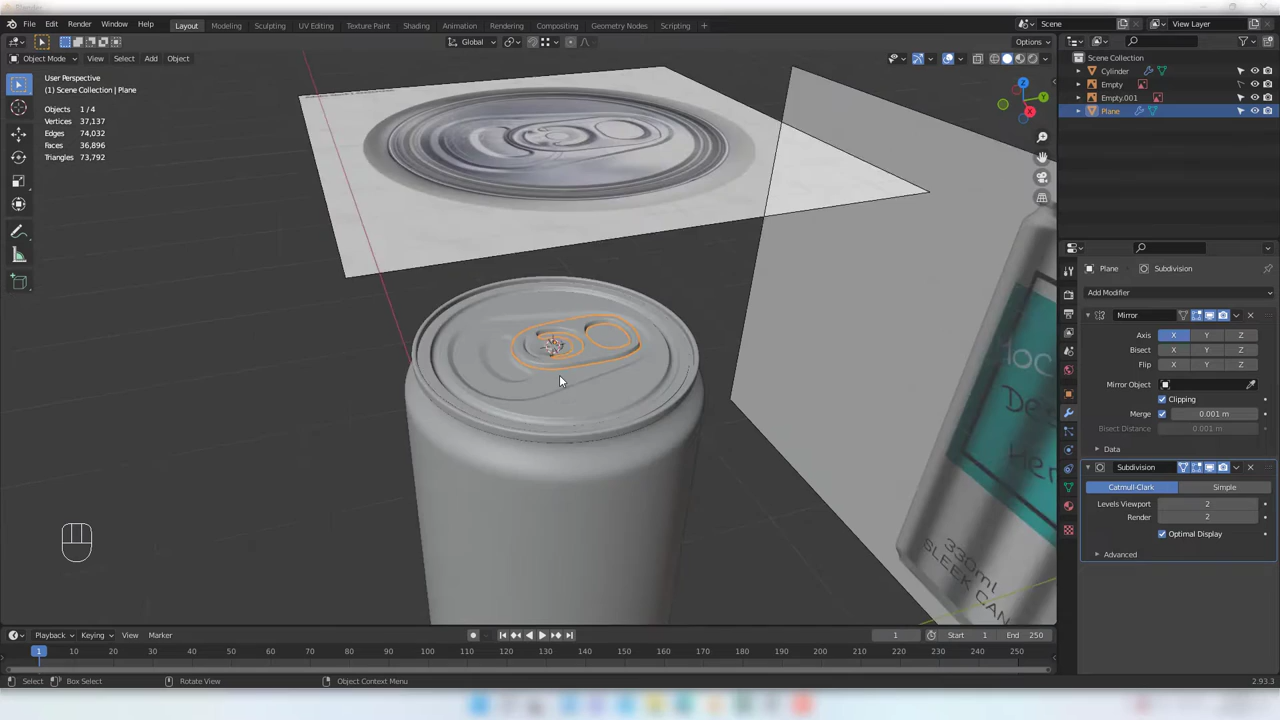 Blender
File Edit Render Window Help Layout Modeling Sculpting UV Editing Texture Paint Shading Animation Rendering Compositing Geometry Nodes Scripting + Scene View Layer
Global Options
Object Mode View Select Add Object
User Perspective
(1) Scene Collection | Plane
Objects 1 / 4
Vertices 37,137
Edges 74,032
Faces 36,896
Triangles 73,792
Z
Y
X
Scene Collection
Cylinder
Empty
Empty.001
Plane
Plane Subdivision
Add Modifier
Mirror
Axis X Y Z
Bisect X Y Z
Flip X Y Z
Mirror Object
Clipping
Merge 0.001 m
Bisect Distance 0.001 m
Data
Subdivision
Catmull-Clark Simple
Levels Viewport 2
Render 2
Optimal Display
Advanced
330ml
SLEEK CAN
Playback Keying View Marker 1 Start 1 End 250
1 10 20 30 40 50 60 70 80 90 100 110 120 130 140 150 160 170 180 190 200 210 220 230 240 250
Select Box Select Rotate View Object Context Menu 2.93.3